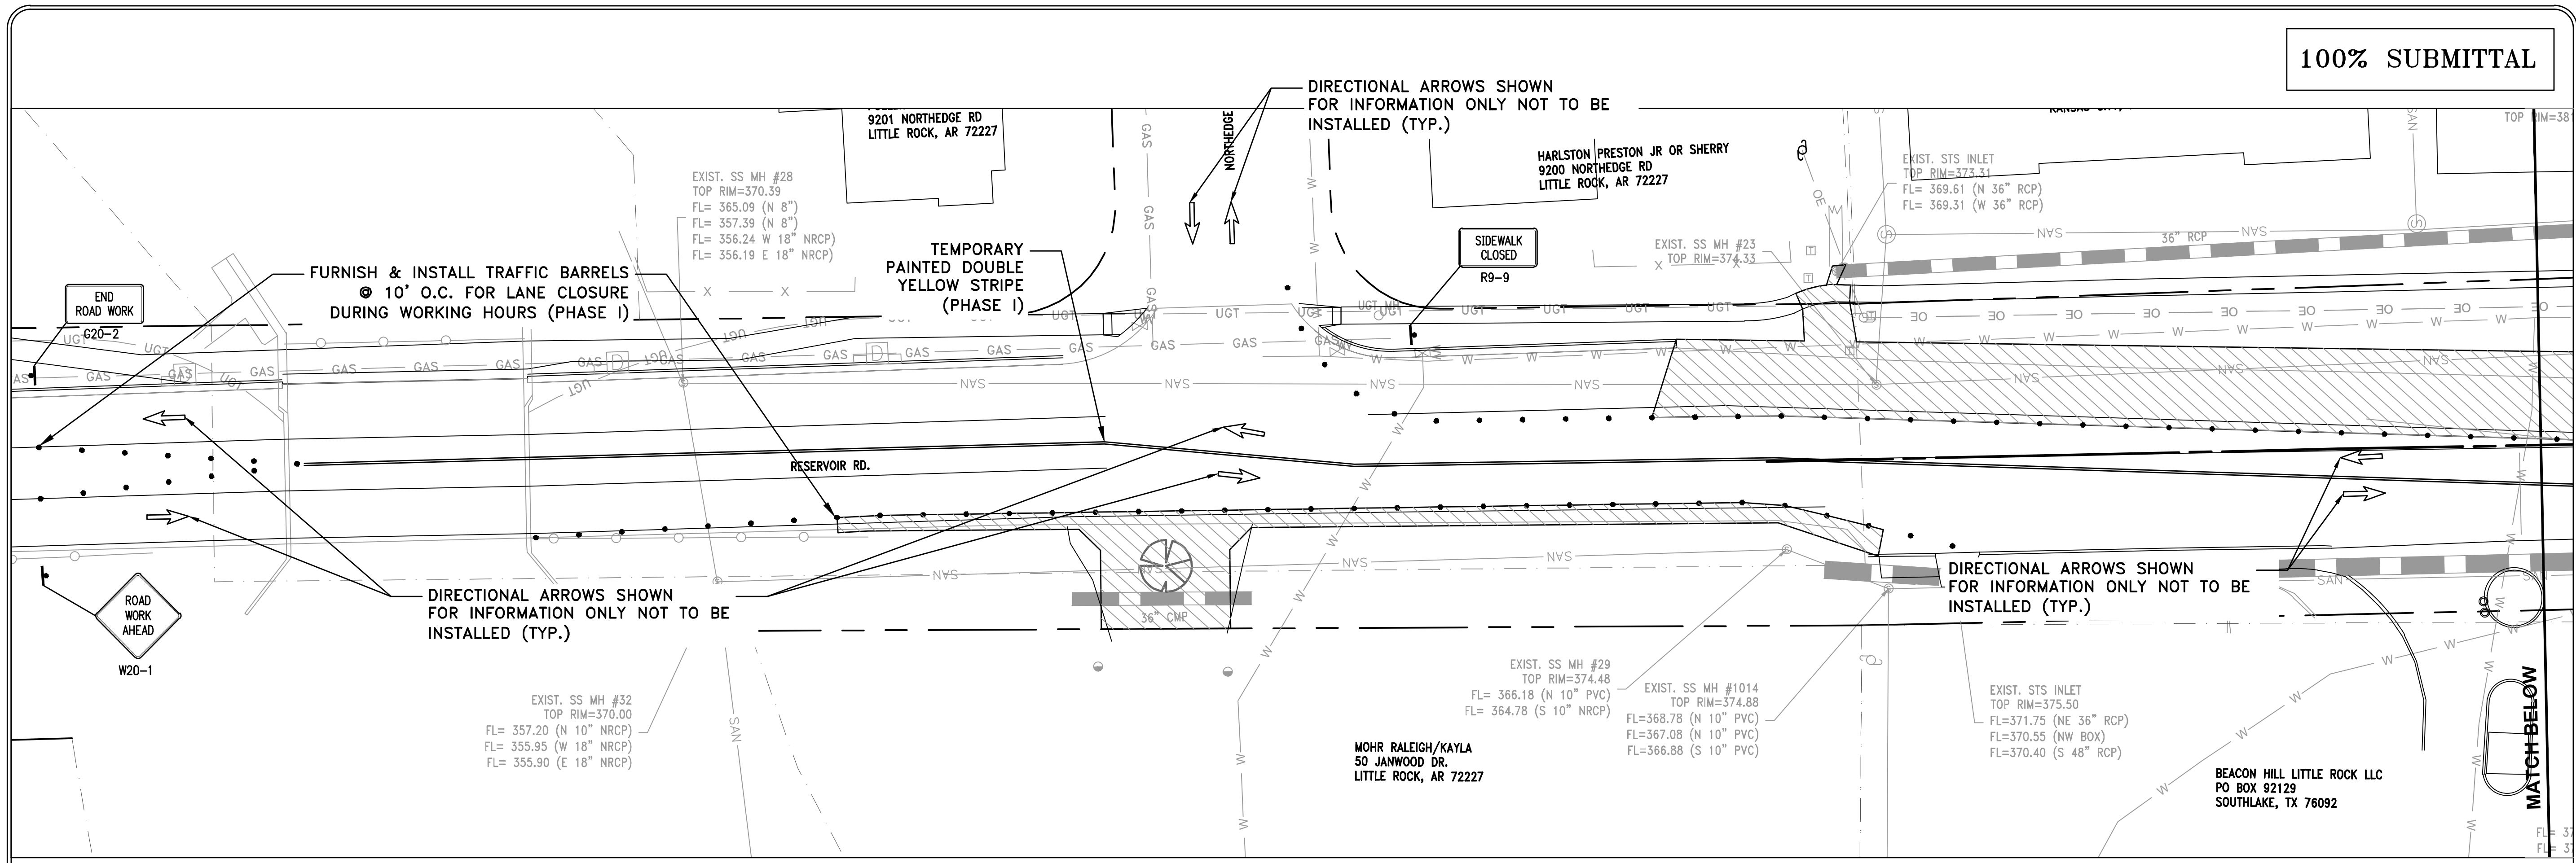 100% SUBMITTAL
DIRECTIONAL ARROWS SHOWN
FOR INFORMATION ONLY NOT TO BE
INSTALLED (TYP.)
9201 NORTHEDGE RD
LITTLE ROCK, AR 72227
NORTHEDGE
HARLSTON PRESTON JR OR SHERRY
9200 NORTHEDGE RD
LITTLE ROCK, AR 72227
EXIST. STS INLET
TOP RIM=373.31
FL= 369.61 (N 36" RCP)
FL= 369.31 (W 36" RCP)
EXIST. SS MH #28
TOP RIM=370.39
FL= 365.09 (N 8")
FL= 357.39 (N 8")
FL= 356.24 W 18" NRCP)
FL= 356.19 E 18" NRCP)
EXIST. SS MH #23
TOP RIM=374.33
36" RCP
SIDEWALK
CLOSED
R9-9
TEMPORARY
PAINTED DOUBLE
YELLOW STRIPE
(PHASE I)
FURNISH & INSTALL TRAFFIC BARRELS
@ 10' O.C. FOR LANE CLOSURE
DURING WORKING HOURS (PHASE I)
END
ROAD WORK
G20-2
UGT MH
RESERVOIR RD.
ROAD
WORK
AHEAD
W20-1
DIRECTIONAL ARROWS SHOWN
FOR INFORMATION ONLY NOT TO BE
INSTALLED (TYP.)
36" CMP
DIRECTIONAL ARROWS SHOWN
FOR INFORMATION ONLY NOT TO BE
INSTALLED (TYP.)
EXIST. SS MH #32
TOP RIM=370.00
FL= 357.20 (N 10" NRCP)
FL= 355.95 (W 18" NRCP)
FL= 355.90 (E 18" NRCP)
EXIST. SS MH #29
TOP RIM=374.48
FL= 366.18 (N 10" PVC)
FL= 364.78 (S 10" NRCP)
EXIST. SS MH #1014
TOP RIM=374.88
FL=368.78 (N 10" PVC)
FL=367.08 (N 10" PVC)
FL=366.88 (S 10" PVC)
EXIST. STS INLET
TOP RIM=375.50
FL=371.75 (NE 36" RCP)
FL=370.55 (NW BOX)
FL=370.40 (S 48" RCP)
MOHR RALEIGH/KAYLA
50 JANWOOD DR.
LITTLE ROCK, AR 72227
BEACON HILL LITTLE ROCK LLC
PO BOX 92129
SOUTHLAKE, TX 76092
MATCH BELOW